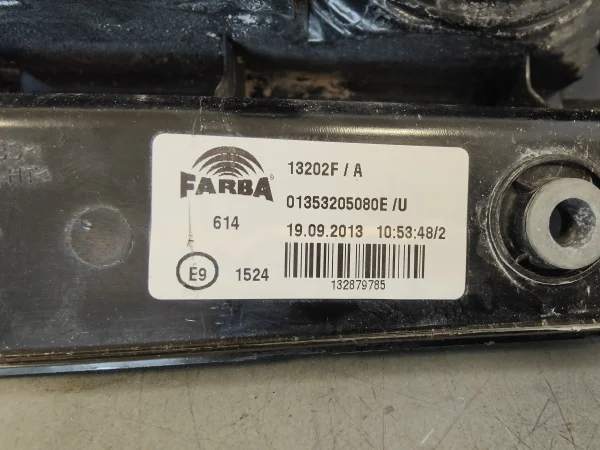 FARBA®
13202F / A
01353205080E /U
614
19.09.2013 10:53:48/2
E9
1524
132879785